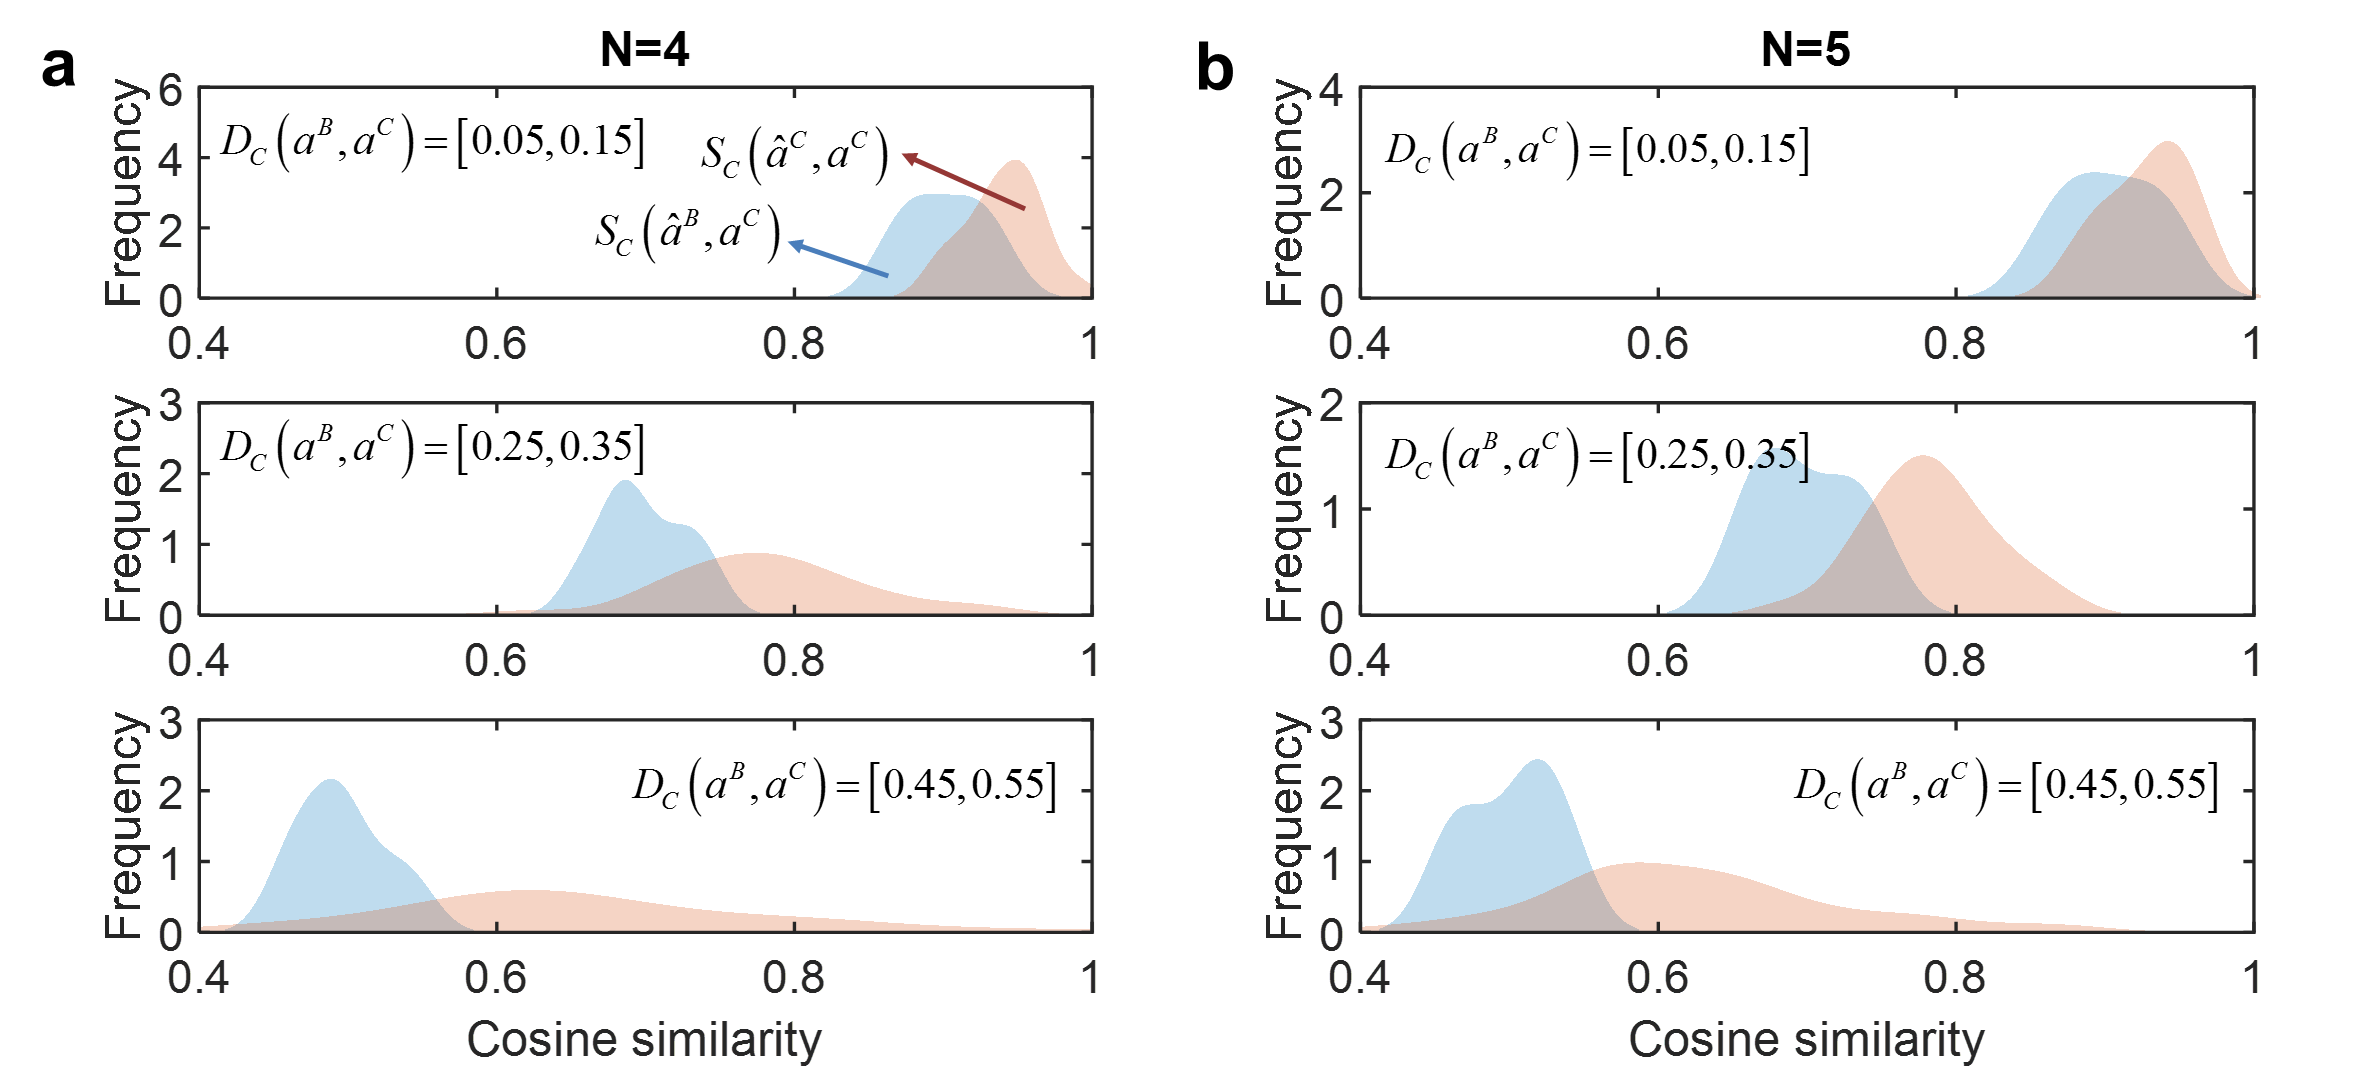 a
N=4
Frequency
6
4
2
0
D_C(a^B, a^C) = [0.05, 0.15]
S_C(â^C, a^C)
S_C(â^B, a^C)
0.4 0.6 0.8 1
Frequency
3
2
1
0
D_C(a^B, a^C) = [0.25, 0.35]
0.4 0.6 0.8 1
Frequency
3
2
1
0
D_C(a^B, a^C) = [0.45, 0.55]
0.4 0.6 0.8 1
Cosine similarity
b
N=5
Frequency
4
2
0
D_C(a^B, a^C) = [0.05, 0.15]
0.4 0.6 0.8 1
Frequency
2
1
0
D_C(a^B, a^C) = [0.25, 0.35]
0.4 0.6 0.8 1
Frequency
3
2
1
0
D_C(a^B, a^C) = [0.45, 0.55]
0.4 0.6 0.8 1
Cosine similarity